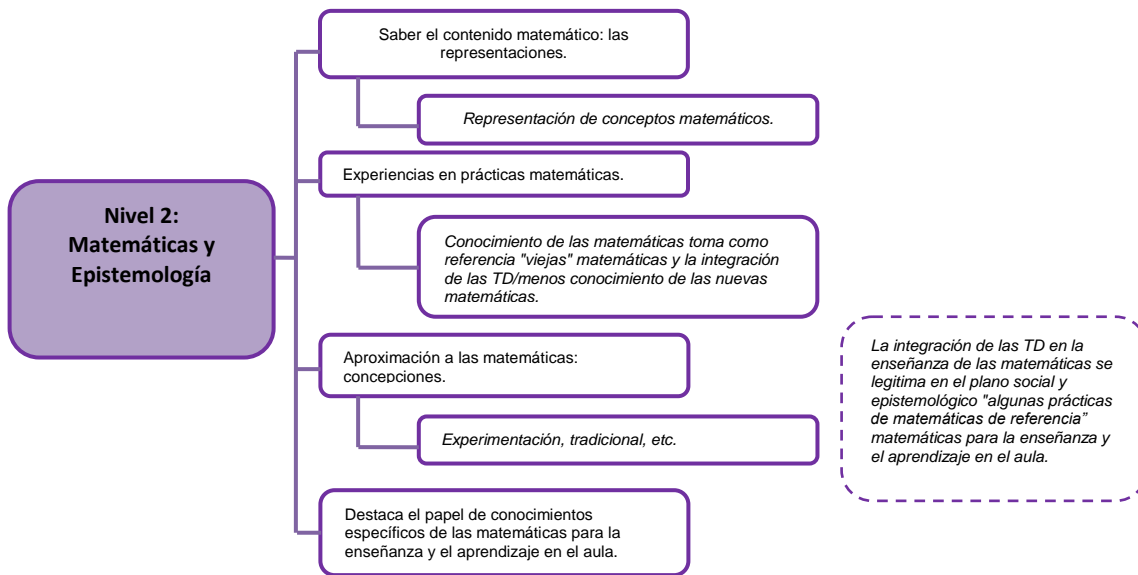 Saber el contenido matemático: las
representaciones.
Representación de conceptos matemáticos.
Experiencias en prácticas matemáticas.
Nivel 2:
Matemáticas y
Epistemología
Conocimiento de las matemáticas toma como
referencia "viejas" matemáticas y la integración
de las TD/menos conocimiento de las nuevas
matemáticas.
Aproximación a las matemáticas:
concepciones.
Experimentación, tradicional, etc.
Destaca el papel de conocimientos
específicos de las matemáticas para la
enseñanza y el aprendizaje en el aula.
La integración de las TD en la
enseñanza de las matemáticas se
legitima en el plano social y
epistemológico "algunas prácticas
de matemáticas de referencia”
matemáticas para la enseñanza y
el aprendizaje en el aula.